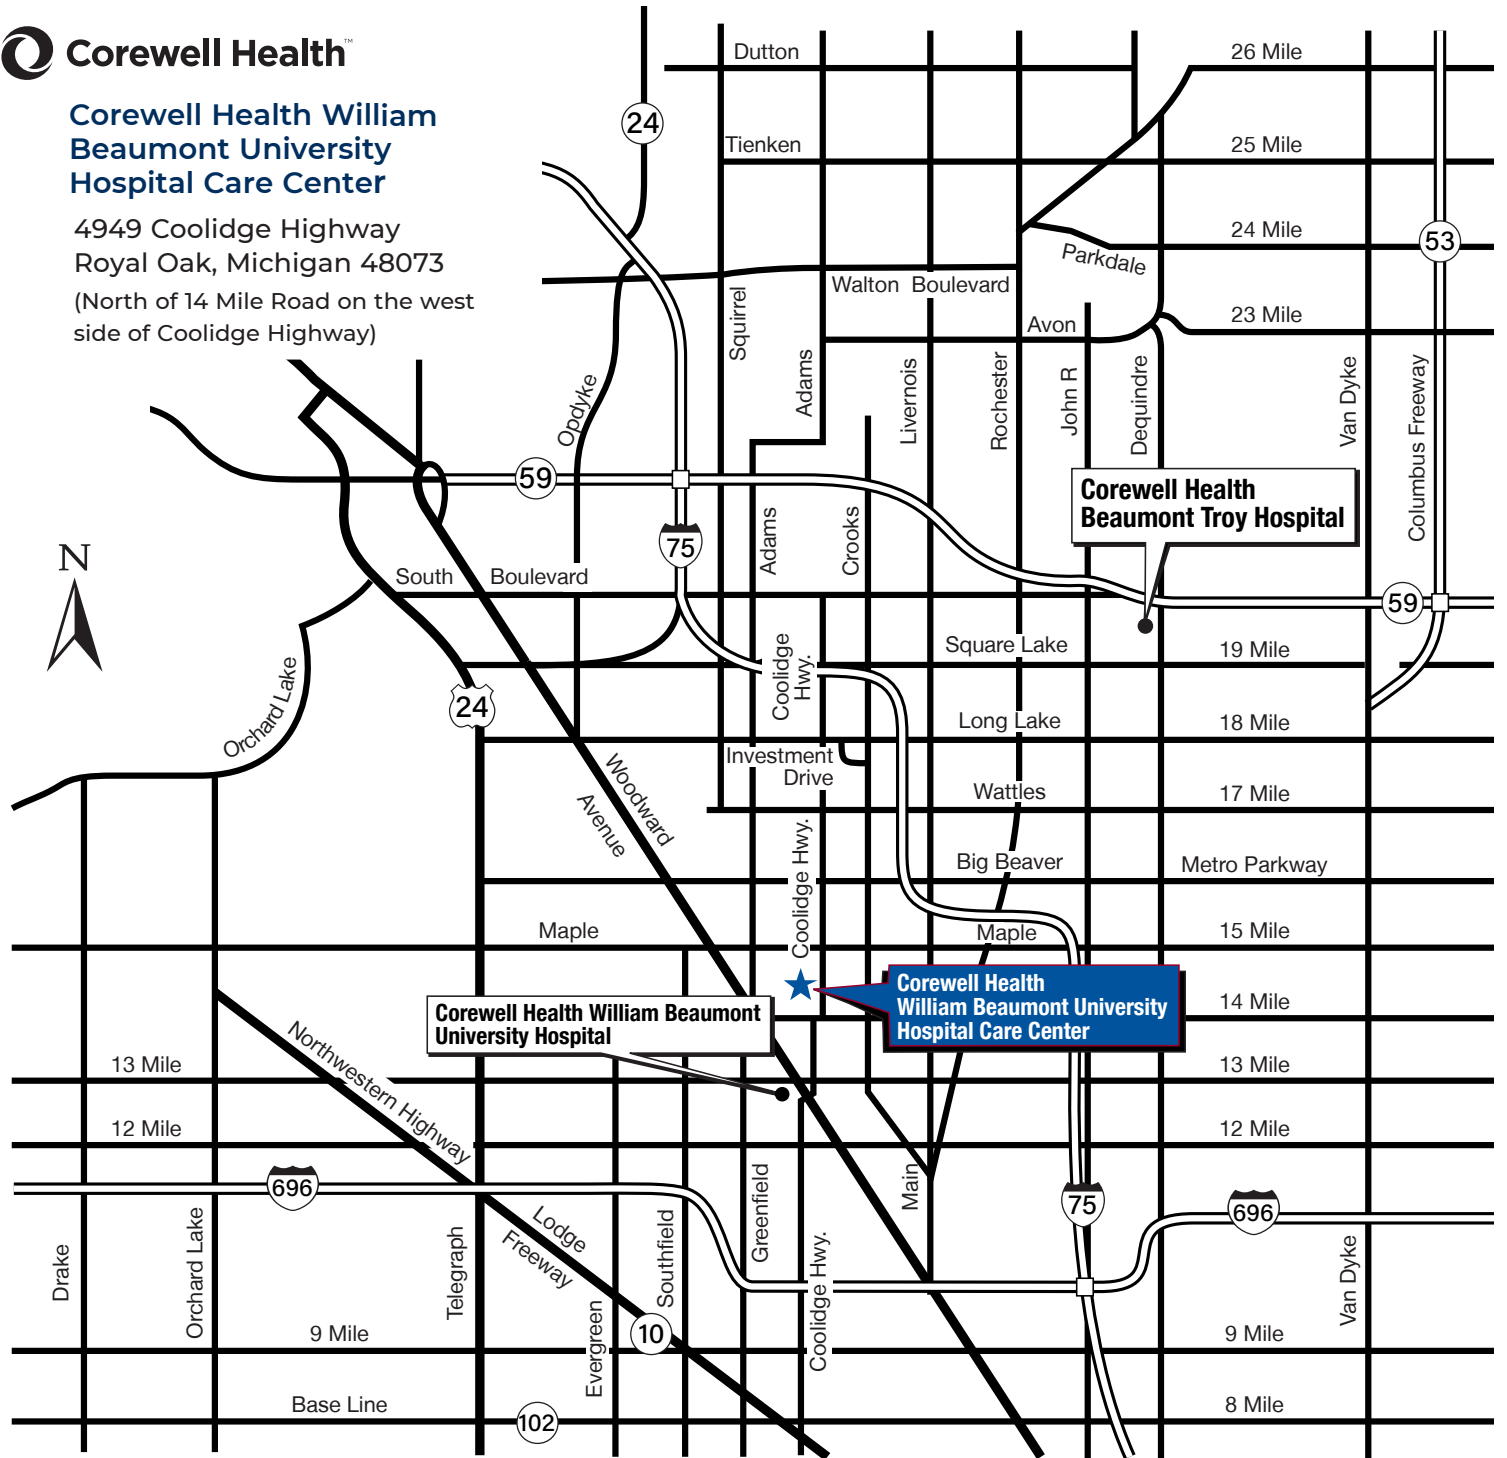 Corewell Health™
Corewell Health William
Beaumont University
Hospital Care Center
4949 Coolidge Highway
Royal Oak, Michigan 48073
(North of 14 Mile Road on the west
side of Coolidge Highway)
Dutton
26 Mile
24
Tienken
25 Mile
24 Mile
53
Parkdale
Walton Boulevard
Squirrel
Avon
23 Mile
Opdyke
Adams
Livernois
Rochester
John R
Dequindre
Van Dyke
Columbus Freeway
59
Corewell Health
Beaumont Troy Hospital
75
Adams
Crooks
N
South Boulevard
59
Square Lake
19 Mile
Coolidge
Hwy.
Orchard Lake
24
Long Lake
18 Mile
Investment
Drive
Woodward
Avenue
Wattles
17 Mile
Coolidge Hwy.
Big Beaver
Metro Parkway
Maple
Maple
15 Mile
Corewell Health
William Beaumont University
Hospital Care Center
14 Mile
Corewell Health William Beaumont
University Hospital
Northwestern Highway
13 Mile
13 Mile
12 Mile
12 Mile
696
Main
75
696
Greenfield
Lodge
Freeway
Southfield
Orchard Lake
Drake
Telegraph
Coolidge Hwy.
Van Dyke
Evergreen
9 Mile
10
9 Mile
Base Line
102
8 Mile